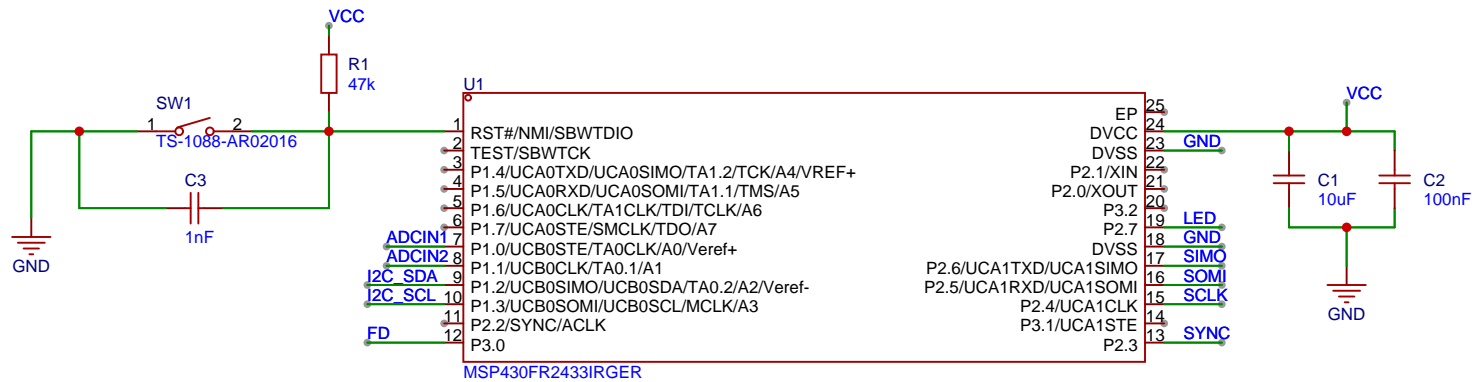 VCC
R1
47k
SW1
1
2
TS-1088-AR02016
C3
1nF
GND
U1
1 RST#/NMI/SBWTDIO
2 TEST/SBWTCK
3 P1.4/UCA0TXD/UCA0SIMO/TA1.2/TCK/A4/VREF+
4 P1.5/UCA0RXD/UCA0SOMI/TA1.1/TMS/A5
5 P1.6/UCA0CLK/TA1CLK/TDI/TCLK/A6
6 P1.7/UCA0STE/SMCLK/TDO/A7
ADCIN1 7 P1.0/UCB0STE/TA0CLK/A0/Veref+
ADCIN2 8 P1.1/UCB0CLK/TA0.1/A1
I2C_SDA 9 P1.2/UCB0SIMO/UCB0SDA/TA0.2/A2/Veref-
I2C_SCL 10 P1.3/UCB0SOMI/UCB0SCL/MCLK/A3
11 P2.2/SYNC/ACLK
FD 12 P3.0
EP 25
DVCC 24
DVSS 23 GND
P2.1/XIN 22
P2.0/XOUT 21
P3.2 20
P2.7 19 LED
DVSS 18 GND
P2.6/UCA1TXD/UCA1SIMO 17 SIMO
P2.5/UCA1RXD/UCA1SOMI 16 SOMI
P2.4/UCA1CLK 15 SCLK
P3.1/UCA1STE 14
P2.3 13 SYNC
MSP430FR2433IRGER
VCC
C1
10uF
C2
100nF
GND